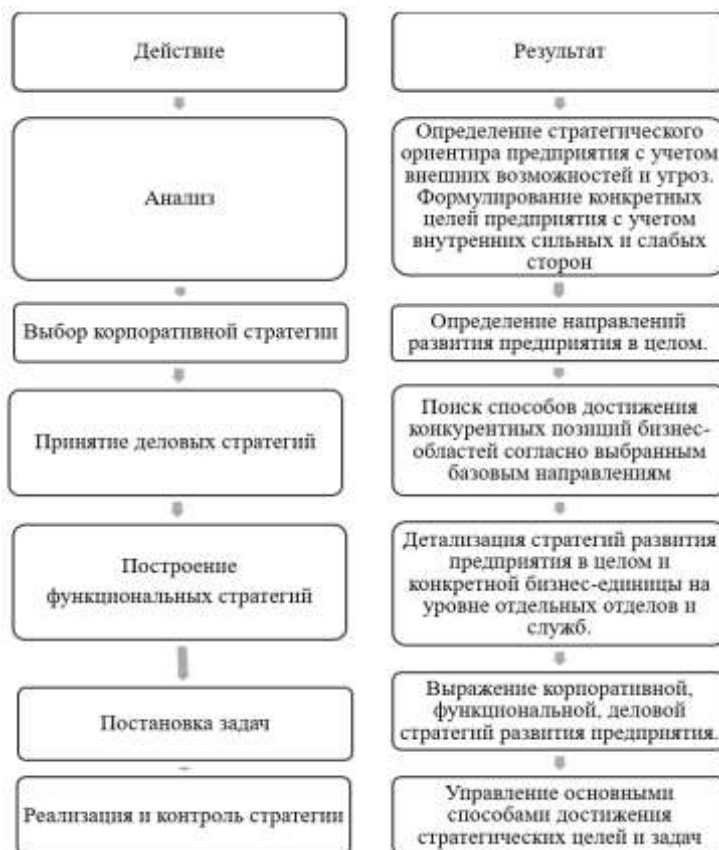 Действие
Результат
Анализ
Определение стратегического
ориентира предприятия с учетом
внешних возможностей и угроз.
Формулирование конкретных
целей предприятия с учетом
внутренних сильных и слабых
сторон
Выбор корпоративной стратегии
Определение направлений
развития предприятия в целом.
Принятие деловых стратегий
Поиск способов достижения
конкурентных позиций бизнес-
областей согласно выбранным
базовым направлениям
Построение
функциональных стратегий
Детализация стратегий развития
предприятия в целом и
конкретной бизнес-единицы на
уровне отдельных отделов и
служб.
Постановка задач
Выражение корпоративной,
функциональной, деловой
стратегий развития предприятия.
Реализация и контроль стратегии
Управление основными
способами достижения
стратегических целей и задач